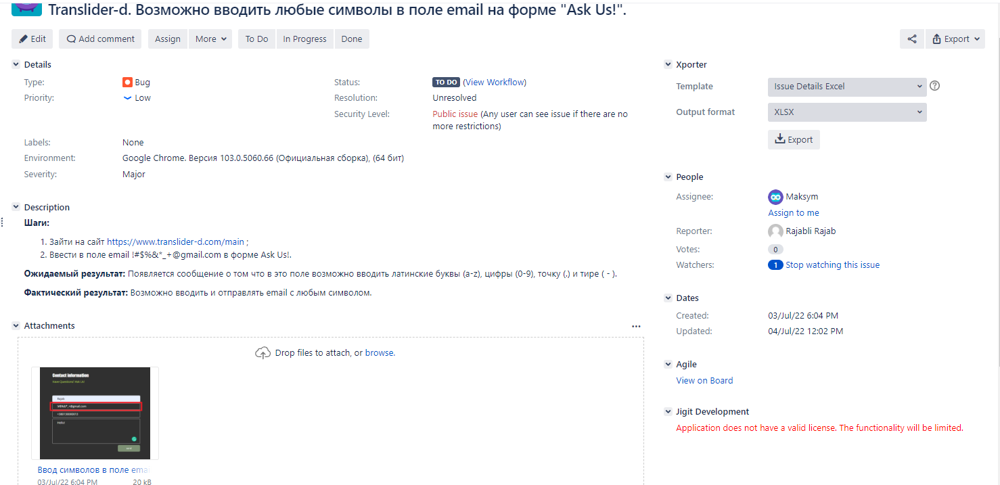 Translider-d. Возможно вводить любые символы в поле email на форме "Ask Us!".
Edit Add comment Assign More To Do In Progress Done Export
Details
Type: Bug Status: TO DO (View Workflow)
Priority: Low Resolution: Unresolved
Security Level: Public issue (Any user can see issue if there are no
more restrictions)
Labels: None
Environment: Google Chrome. Версия 103.0.5060.66 (Официальная сборка), (64 бит)
Severity: Major
Description
Шаги:
1. Зайти на сайт https://www.translider-d.com/main ;
2. Ввести в поле email !#$%&*_+@gmail.com в форме Ask Us!.
Ожидаемый результат: Появляется сообщение о том что в это поле возможно вводить латинские буквы (a-z), цифры (0-9), точку (.) и тире ( - ).
Фактический результат: Возможно вводить и отправлять email с любым символом.
Attachments
Drop files to attach, or browse.
Contact Information
Have Questions? Ask Us!
Rajab
!#$%&*_+@gmail.com
Hello!
send
Ввод символов в поле ema
03/Jul/22 6:04 PM 20 kB
Xporter
Template Issue Details Excel
Output format XLSX
Export
People
Assignee: Maksym
Assign to me
Reporter: Rajabli Rajab
Votes: 0
Watchers: 1 Stop watching this issue
Dates
Created: 03/Jul/22 6:04 PM
Updated: 04/Jul/22 12:02 PM
Agile
View on Board
Jigit Development
Application does not have a valid license. The functionality will be limited.